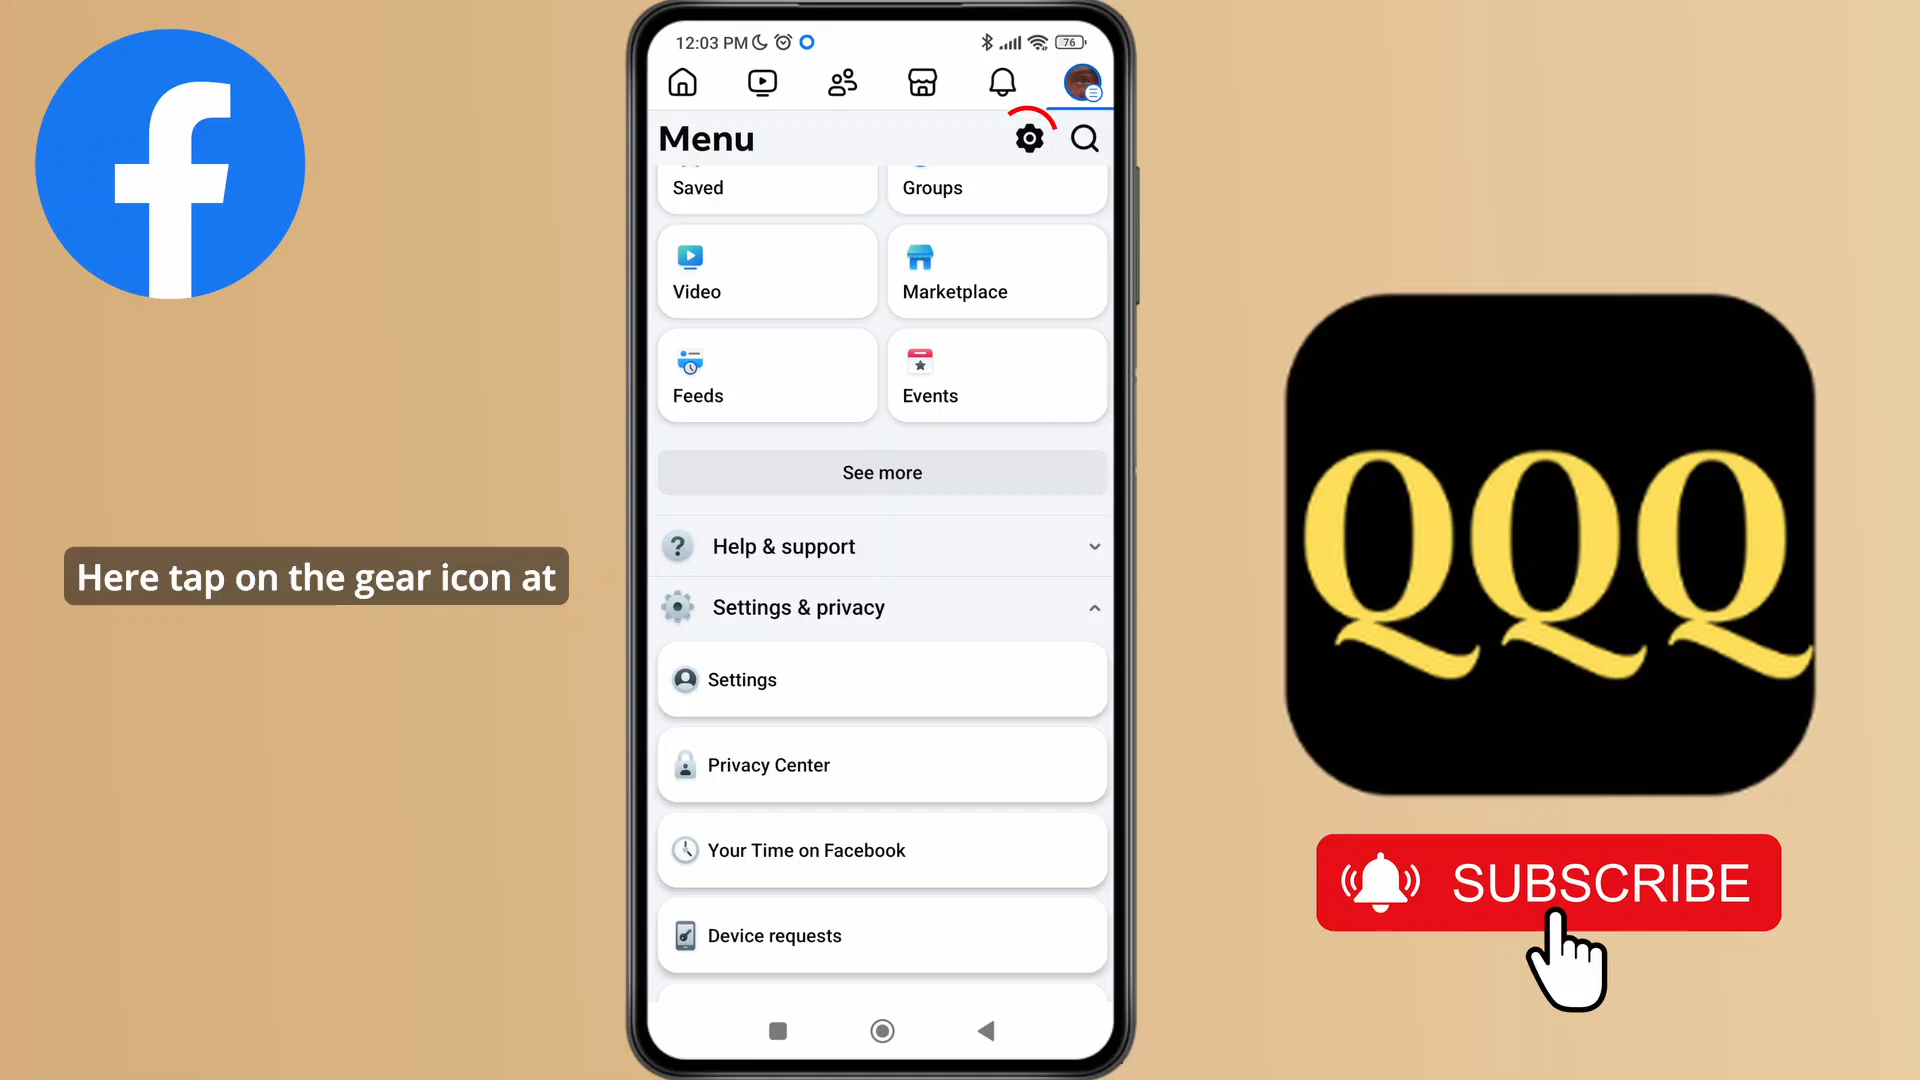 12:03 PM
76
Menu
Saved
Groups
Video
Marketplace
Feeds
Events
See more
Help & support
Settings & privacy
Settings
Privacy Center
Your Time on Facebook
Device requests
Here tap on the gear icon at
QQQ
SUBSCRIBE